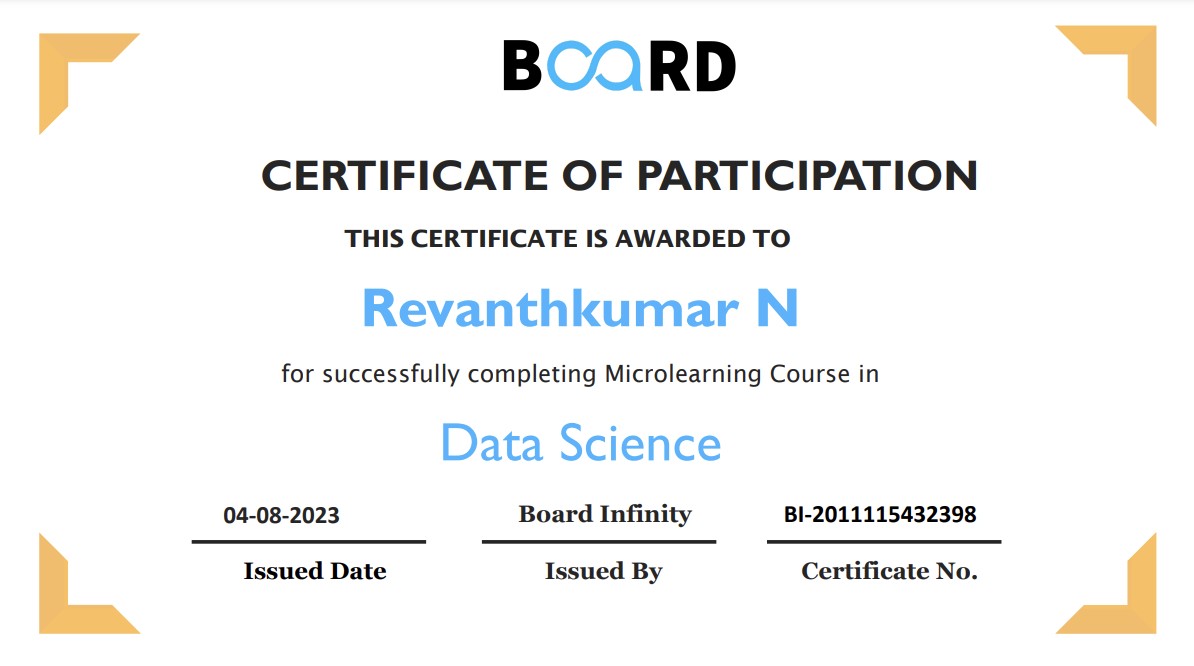 BOARD
CERTIFICATE OF PARTICIPATION
THIS CERTIFICATE IS AWARDED TO
Revanthkumar N
for successfully completing Microlearning Course in
Data Science
04-08-2023 Board Infinity BI-2011115432398
Issued Date Issued By Certificate No.